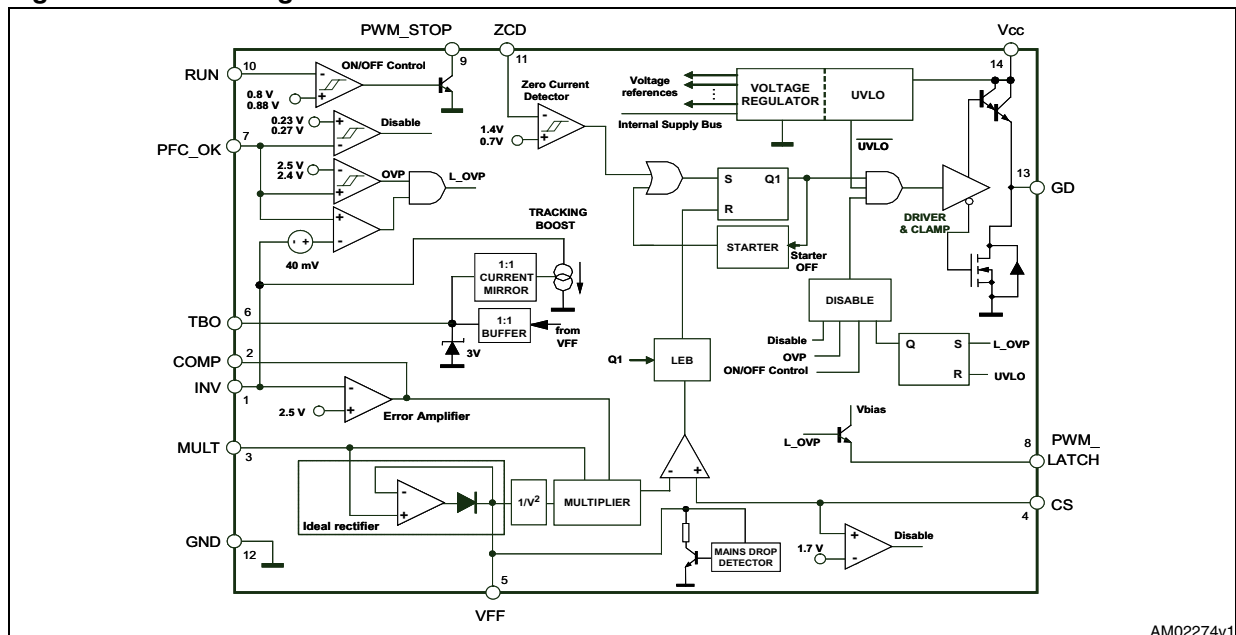 PWM_STOP
ZCD
Vcc
RUN
10
ON/OFF Control
9
11
14
0.8 V
0.88 V
Zero Current
Detector
Voltage
references
VOLTAGE
REGULATOR
UVLO
Internal Supply Bus
0.23 V
0.27 V
Disable
7
PFC_OK
1.4V
0.7V
UVLO
2.5 V
2.4 V
OVP
L_OVP
S
Q1
R
13
GD
DRIVER
& CLAMP
TRACKING
BOOST
40 mV
STARTER
Starter
OFF
1:1
CURRENT
MIRROR
DISABLE
6
TBO
1:1
BUFFER
from
VFF
3V
Disable
OVP
ON/OFF Control
Q
S
R
L_OVP
UVLO
Q1
LEB
COMP
2
INV
1
2.5 V
Error Amplifier
Vbias
L_OVP
8
PWM_
LATCH
MULT
3
-
+
CS
4
Ideal rectifier
1/V²
MULTIPLIER
GND
12
MAINS DROP
DETECTOR
1.7 V
Disable
5
VFF
AM02274v1